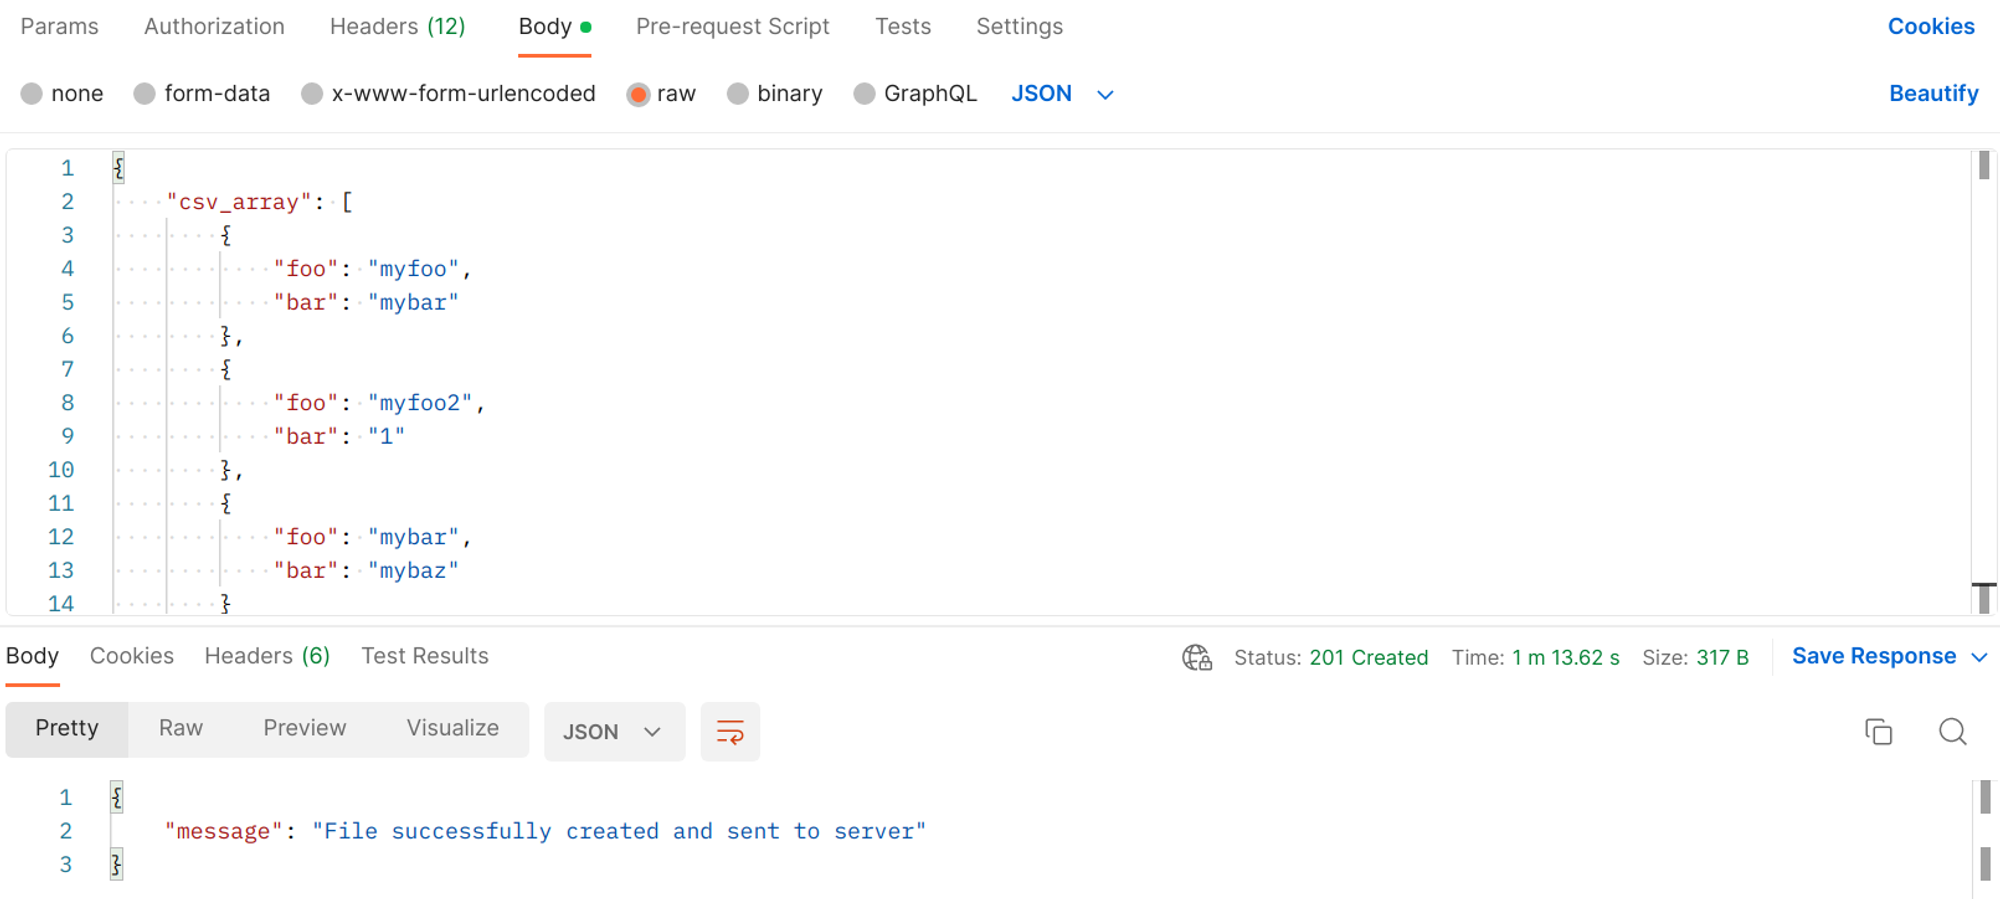 Params Authorization Headers (12) Body Pre-request Script Tests Settings Cookies
none form-data x-www-form-urlencoded raw binary GraphQL JSON Beautify
1 {
2 "csv_array": [
3 {
4 "foo": "myfoo",
5 "bar": "mybar"
6 },
7 {
8 "foo": "myfoo2",
9 "bar": "1"
10 },
11 {
12 "foo": "mybar",
13 "bar": "mybaz"
14 }
Body Cookies Headers (6) Test Results Status: 201 Created Time: 1 m 13.62 s Size: 317 B Save Response
Pretty Raw Preview Visualize JSON
1 {
2 "message": "File successfully created and sent to server"
3 }